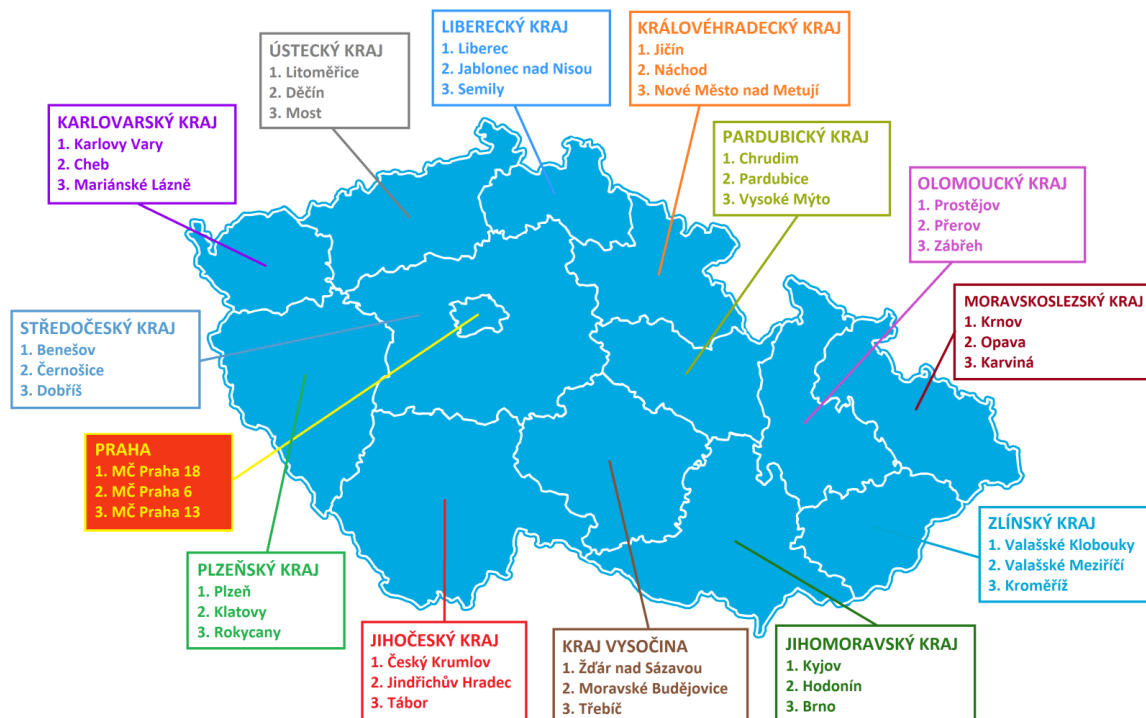 ÚSTECKÝ KRAJ
1. Litoměřice
2. Děčín
3. Most
LIBERECKÝ KRAJ
1. Liberec
2. Jablonec nad Nisou
3. Semily
KRÁLOVÉHRADECKÝ KRAJ
1. Jičín
2. Náchod
3. Nové Město nad Metují
KARLOVARSKÝ KRAJ
1. Karlovy Vary
2. Cheb
3. Mariánské Lázně
PARDUBICKÝ KRAJ
1. Chrudim
2. Pardubice
3. Vysoké Mýto
OLOMOUCKÝ KRAJ
1. Prostějov
2. Přerov
3. Zábřeh
STŘEDOČESKÝ KRAJ
1. Benešov
2. Černošice
3. Dobříš
MORAVSKOSLEZSKÝ KRAJ
1. Krnov
2. Opava
3. Karviná
PRAHA
1. MČ Praha 18
2. MČ Praha 6
3. MČ Praha 13
ZLÍNSKÝ KRAJ
1. Valašské Klobouky
2. Valašské Meziříčí
3. Kroměříž
PLZEŇSKÝ KRAJ
1. Plzeň
2. Klatovy
3. Rokycany
JIHOČESKÝ KRAJ
1. Český Krumlov
2. Jindřichův Hradec
3. Tábor
KRAJ VYSOČINA
1. Žďár nad Sázavou
2. Moravské Budějovice
3. Třebíč
JIHOMORAVSKÝ KRAJ
1. Kyjov
2. Hodonín
3. Brno